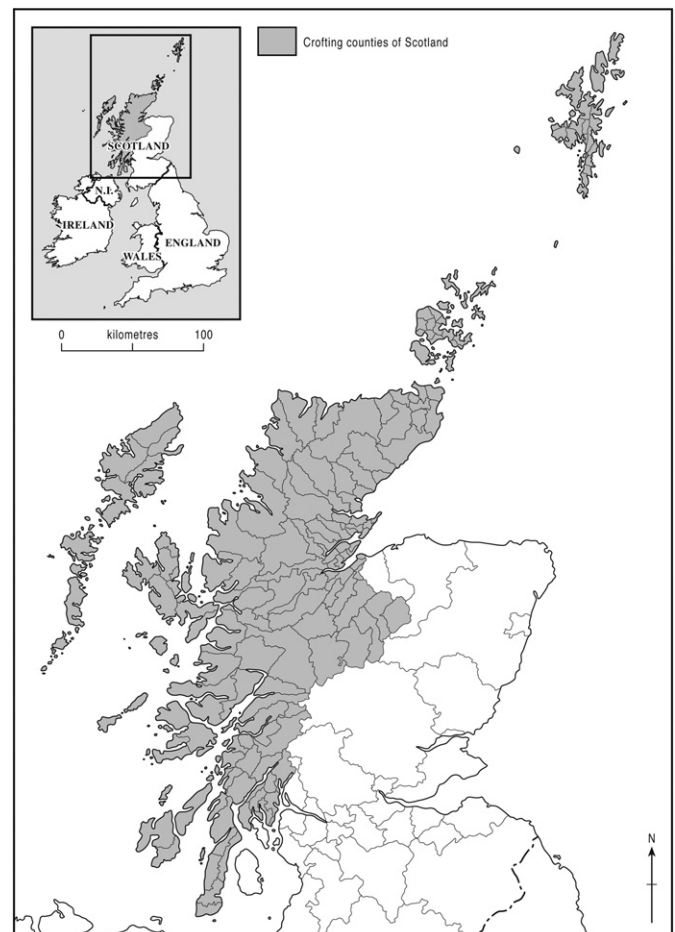 Crofting counties of Scotland
SCOTLAND
N.I.
IRELAND
ENGLAND
WALES
0 kilometres 100
N